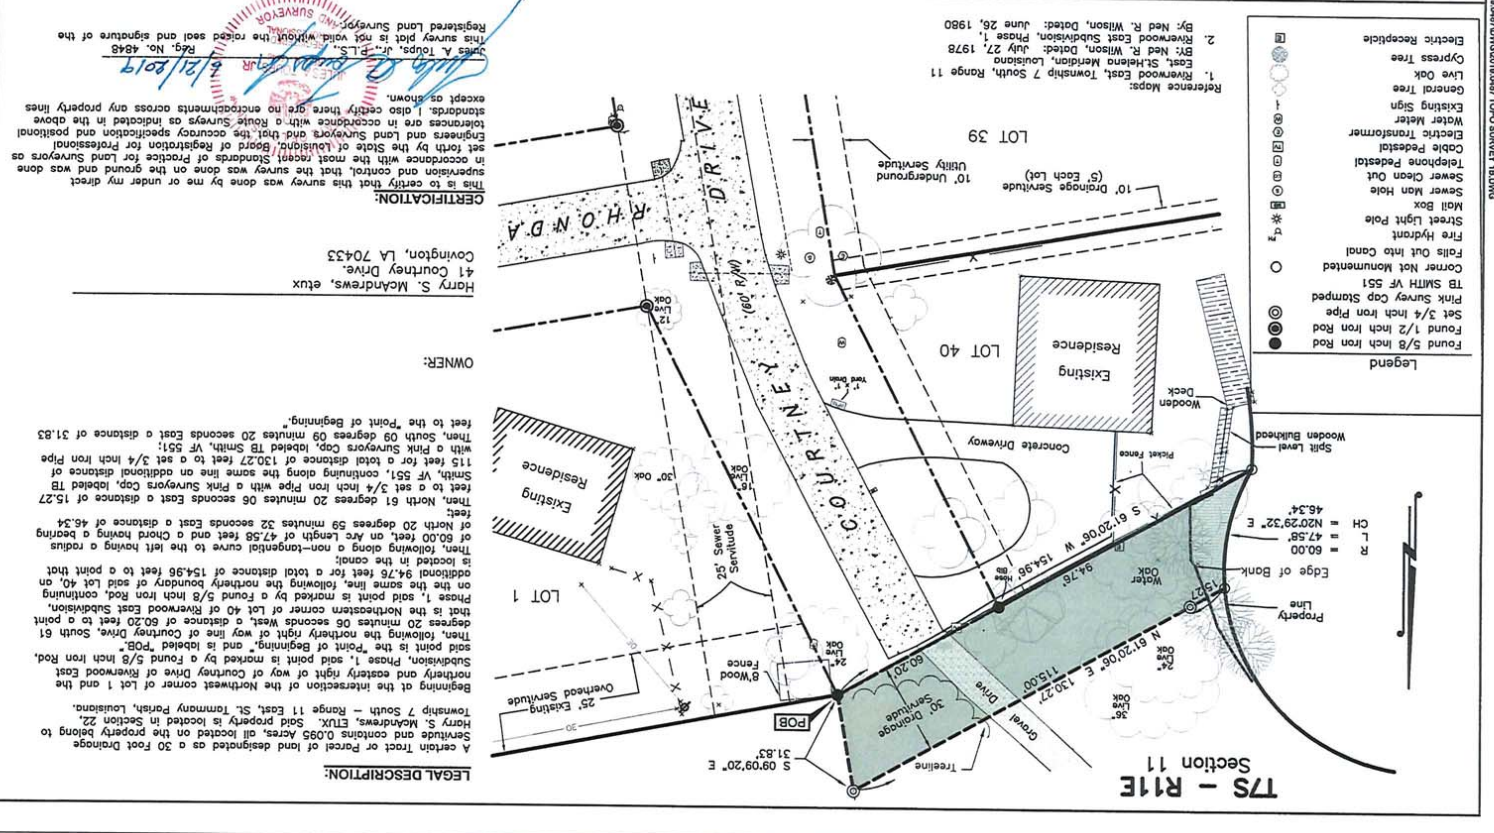 T7S - R11E
Section 11
LEGAL DESCRIPTION:
A certain Tract or Parcel of land designated as a 30 Foot Drainage
Servitude and contains 0.095 Acres, all located on the property belong to
Harry S. McAndrews, ETUX. Said property is located in Section 22,
Township 7 South - Range 11 East, St. Tammany Parish, Louisiana.
Beginning at the intersection of the Northwest corner of Lot 1 and the
northerly and easterly right of way of Courtney Drive of Riverwood East
Subdivision, Phase 1, said point is marked by a Found 5/8 Inch Iron Rod,
said point is the "Point of Beginning," and is labeled "POB".
Then, following the northerly right of way line of Courtney Drive, South 61
degrees 20 minutes 06 seconds West, a distance of 60.20 feet to a point
that is the Northeastern corner of Lot 40 of Riverwood East Subdivision,
Phase 1, said point is marked by a Found 5/8 Inch Iron Rod, continuing
on the same line, following the northerly boundary of said Lot 40, an
additional 94.76 feet for a total distance of 154.96 feet to a point that
is located in the canal;
Then, following along a non-tangential curve to the left having a radius
of 60.00 feet, an Arc Length of 47.58 feet and a Chord having a bearing
of North 20 degrees 59 minutes 32 seconds East a distance of 46.34
feet;
Then, North 61 degrees 20 minutes 06 seconds East a distance of 15.27
feet to a set 3/4 Inch Iron Pipe with a Pink Surveyors Cap, labeled TB
Smith, VF 551, continuing along the same line an additional distance of
115 feet for a total distance of 130.27 feet to a set 3/4 Inch Iron Pipe
with a Pink Surveyors Cap, labeled TB Smith, VF 551;
Then, South 09 degrees 09 minutes 20 seconds East a distance of 31.83
feet to the "Point of Beginning."
OWNER:
Harry S. McAndrews, etux
41 Courtney Drive.
Covington, LA 70433
CERTIFICATION:
This is to certify that this survey was done by me or under my direct
supervision and control, that the survey was done on the ground and was done
in accordance with the most recent Standards of Practice for Land Surveyors as
set forth by the State of Louisiana, Board of Registration for Professional
Engineers and Land Surveyors and that the accuracy specification and positional
tolerances are in accordance with a Route Surveys as indicated in the above
standards. I also certify there are no encroachments across any property lines
except as shown.
6/21/2019
Jules A Toups, Jr., P.L.S., Reg. No. 4848
This survey plat is not valid without the raised seal and signature of the
Registered Land Surveyor.
S 09°09'20" E
31.83'
POB
Treeline
Gravel
Drive
30' Drainage
Servitude
60.20'
N 61°20'06" E 130.27'
115.00'
15.27
36"
Live
Oak
24"
Live
Oak
Water
Oak
Property
Line
Edge of Bank
R = 60.00
L = 47.58'
CH = N20°29'32" E
46.34'
S 61°20'06" W 154.96'
94.76'
Hose
Bib
24"
Live
Oak
8'Wood
Fence
25' Existing
Overhead Servitude
30
30
LOT 1
25' Sewer
Servitude
Existing
Residence
30" Oak
16"
Live
Oak
12"
Live
Oak
COURTNEY DRIVE
(60' R/W)
RHONDA
Picket Fence
Concrete Driveway
Split Level
Wooden Bulkhead
Wooden
Deck
Existing
Residence
LOT 40
1" Yard Drain
10' Drainage Servitude
(5' Each Lot)
10' Underground
Utility Servitude
LOT 39
Legend
Found 5/8 Inch Iron Rod
Found 1/2 Inch Iron Rod
Set 3/4 Inch Iron Pipe
Pink Survey Cap Stamped
TB SMITH VF 551
Corner Not Monumented
Falls Out Into Canal
Fire Hydrant
Street Light Pole
Mail Box
Sewer Man Hole
Sewer Clean Out
Telephone Pedestal
Cable Pedestal
Electric Transformer
Water Meter
Existing Sign
General Tree
Live Oak
Cypress Tree
Electric Recepticle
Reference Maps:
1. Riverwood East, Township 7 South, Range 11
East, St.Helena Meridian, Louisiana
BY: Ned R. Wilson, Dated: July 27, 1978
2. Riverwood East Subdivision, Phase 1,
By: Ned R. Wilson, Dated: June 26, 1980